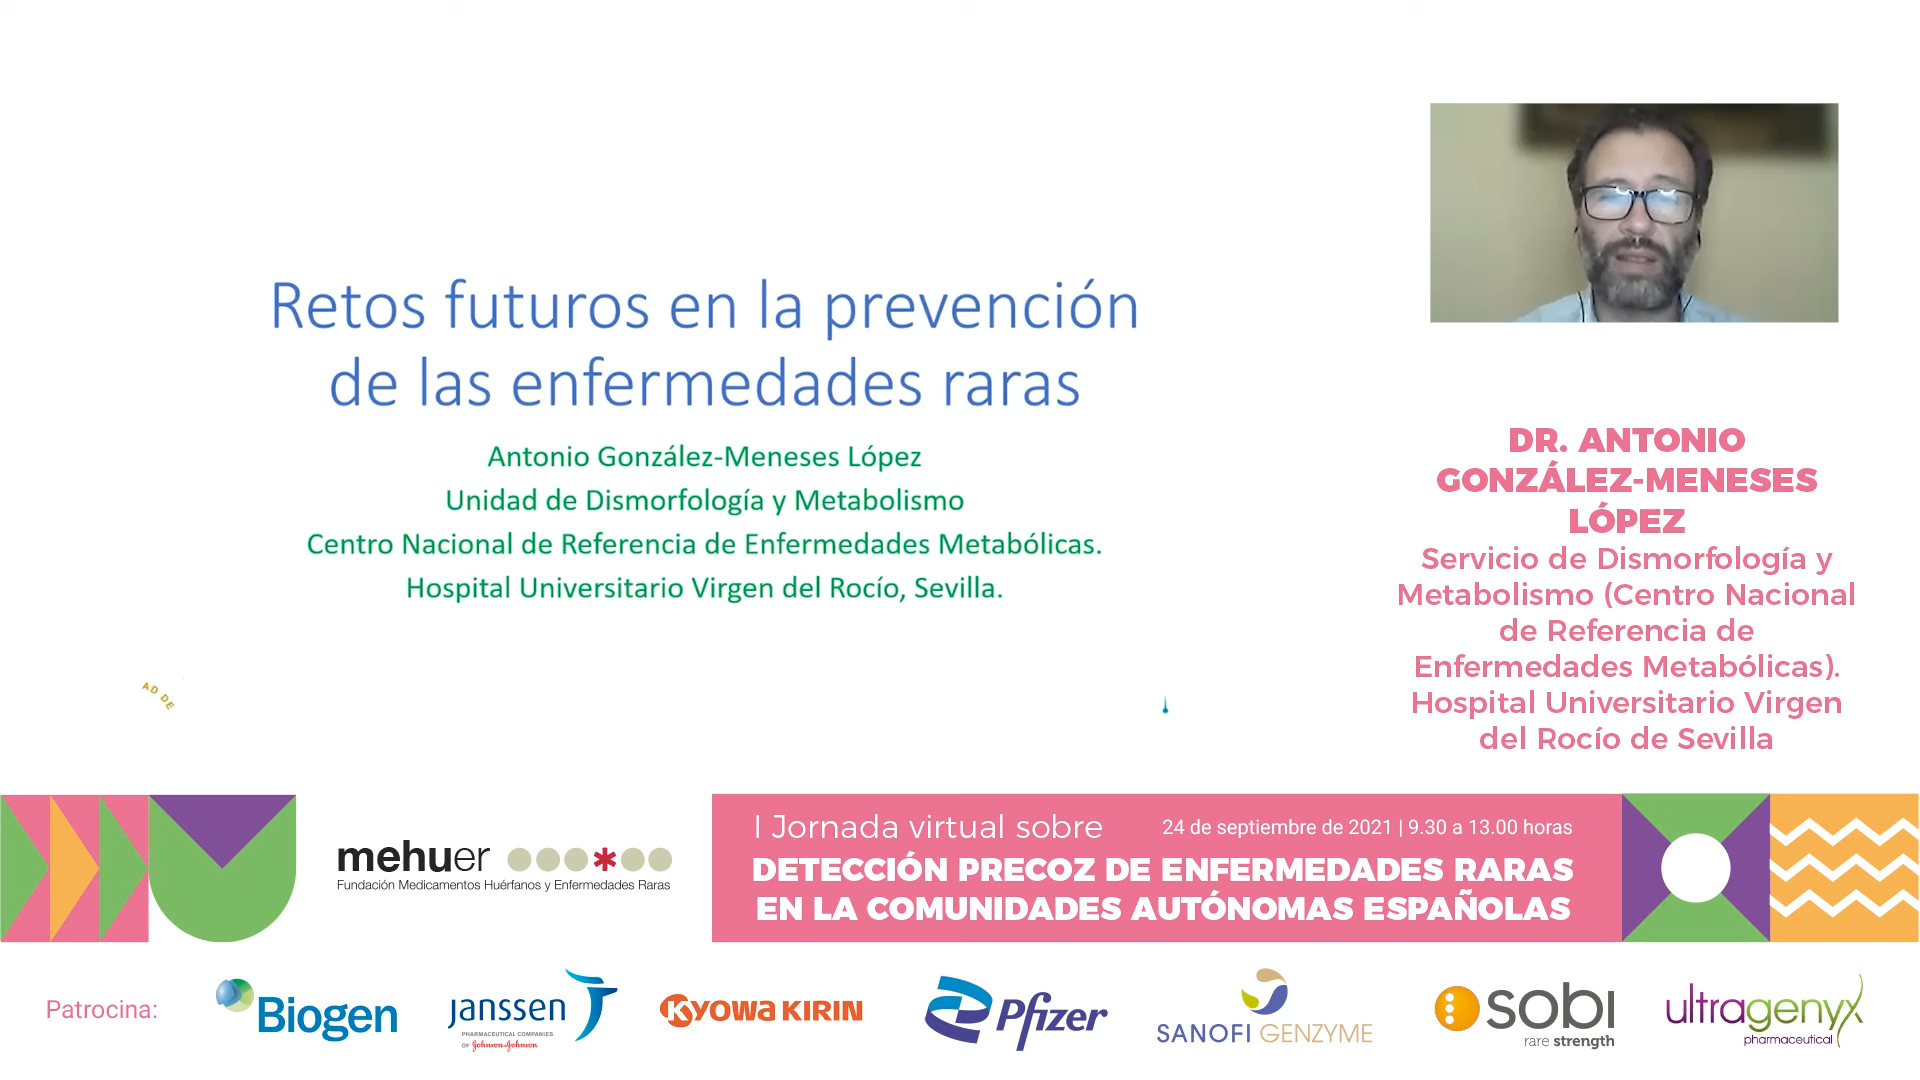 Retos futuros en la prevención
de las enfermedades raras
Antonio González-Meneses López
Unidad de Dismorfología y Metabolismo
Centro Nacional de Referencia de Enfermedades Metabólicas.
Hospital Universitario Virgen del Rocío, Sevilla.
AD DE
DR. ANTONIO
GONZÁLEZ-MENESES
LÓPEZ
Servicio de Dismorfología y
Metabolismo (Centro Nacional
de Referencia de
Enfermedades Metabólicas).
Hospital Universitario Virgen
del Rocío de Sevilla
mehuer
Fundación Medicamentos Huérfanos y Enfermedades Raras
I Jornada virtual sobre
24 de septiembre de 2021 | 9.30 a 13.00 horas
DETECCIÓN PRECOZ DE ENFERMEDADES RARAS
EN LA COMUNIDADES AUTÓNOMAS ESPAÑOLAS
Patrocina:
Biogen
janssen
PHARMACEUTICAL COMPANIES
OF Johnson & Johnson
KYOWA KIRIN
Pfizer
SANOFI GENZYME
sobi
rare strength
ultragenyx
pharmaceutical